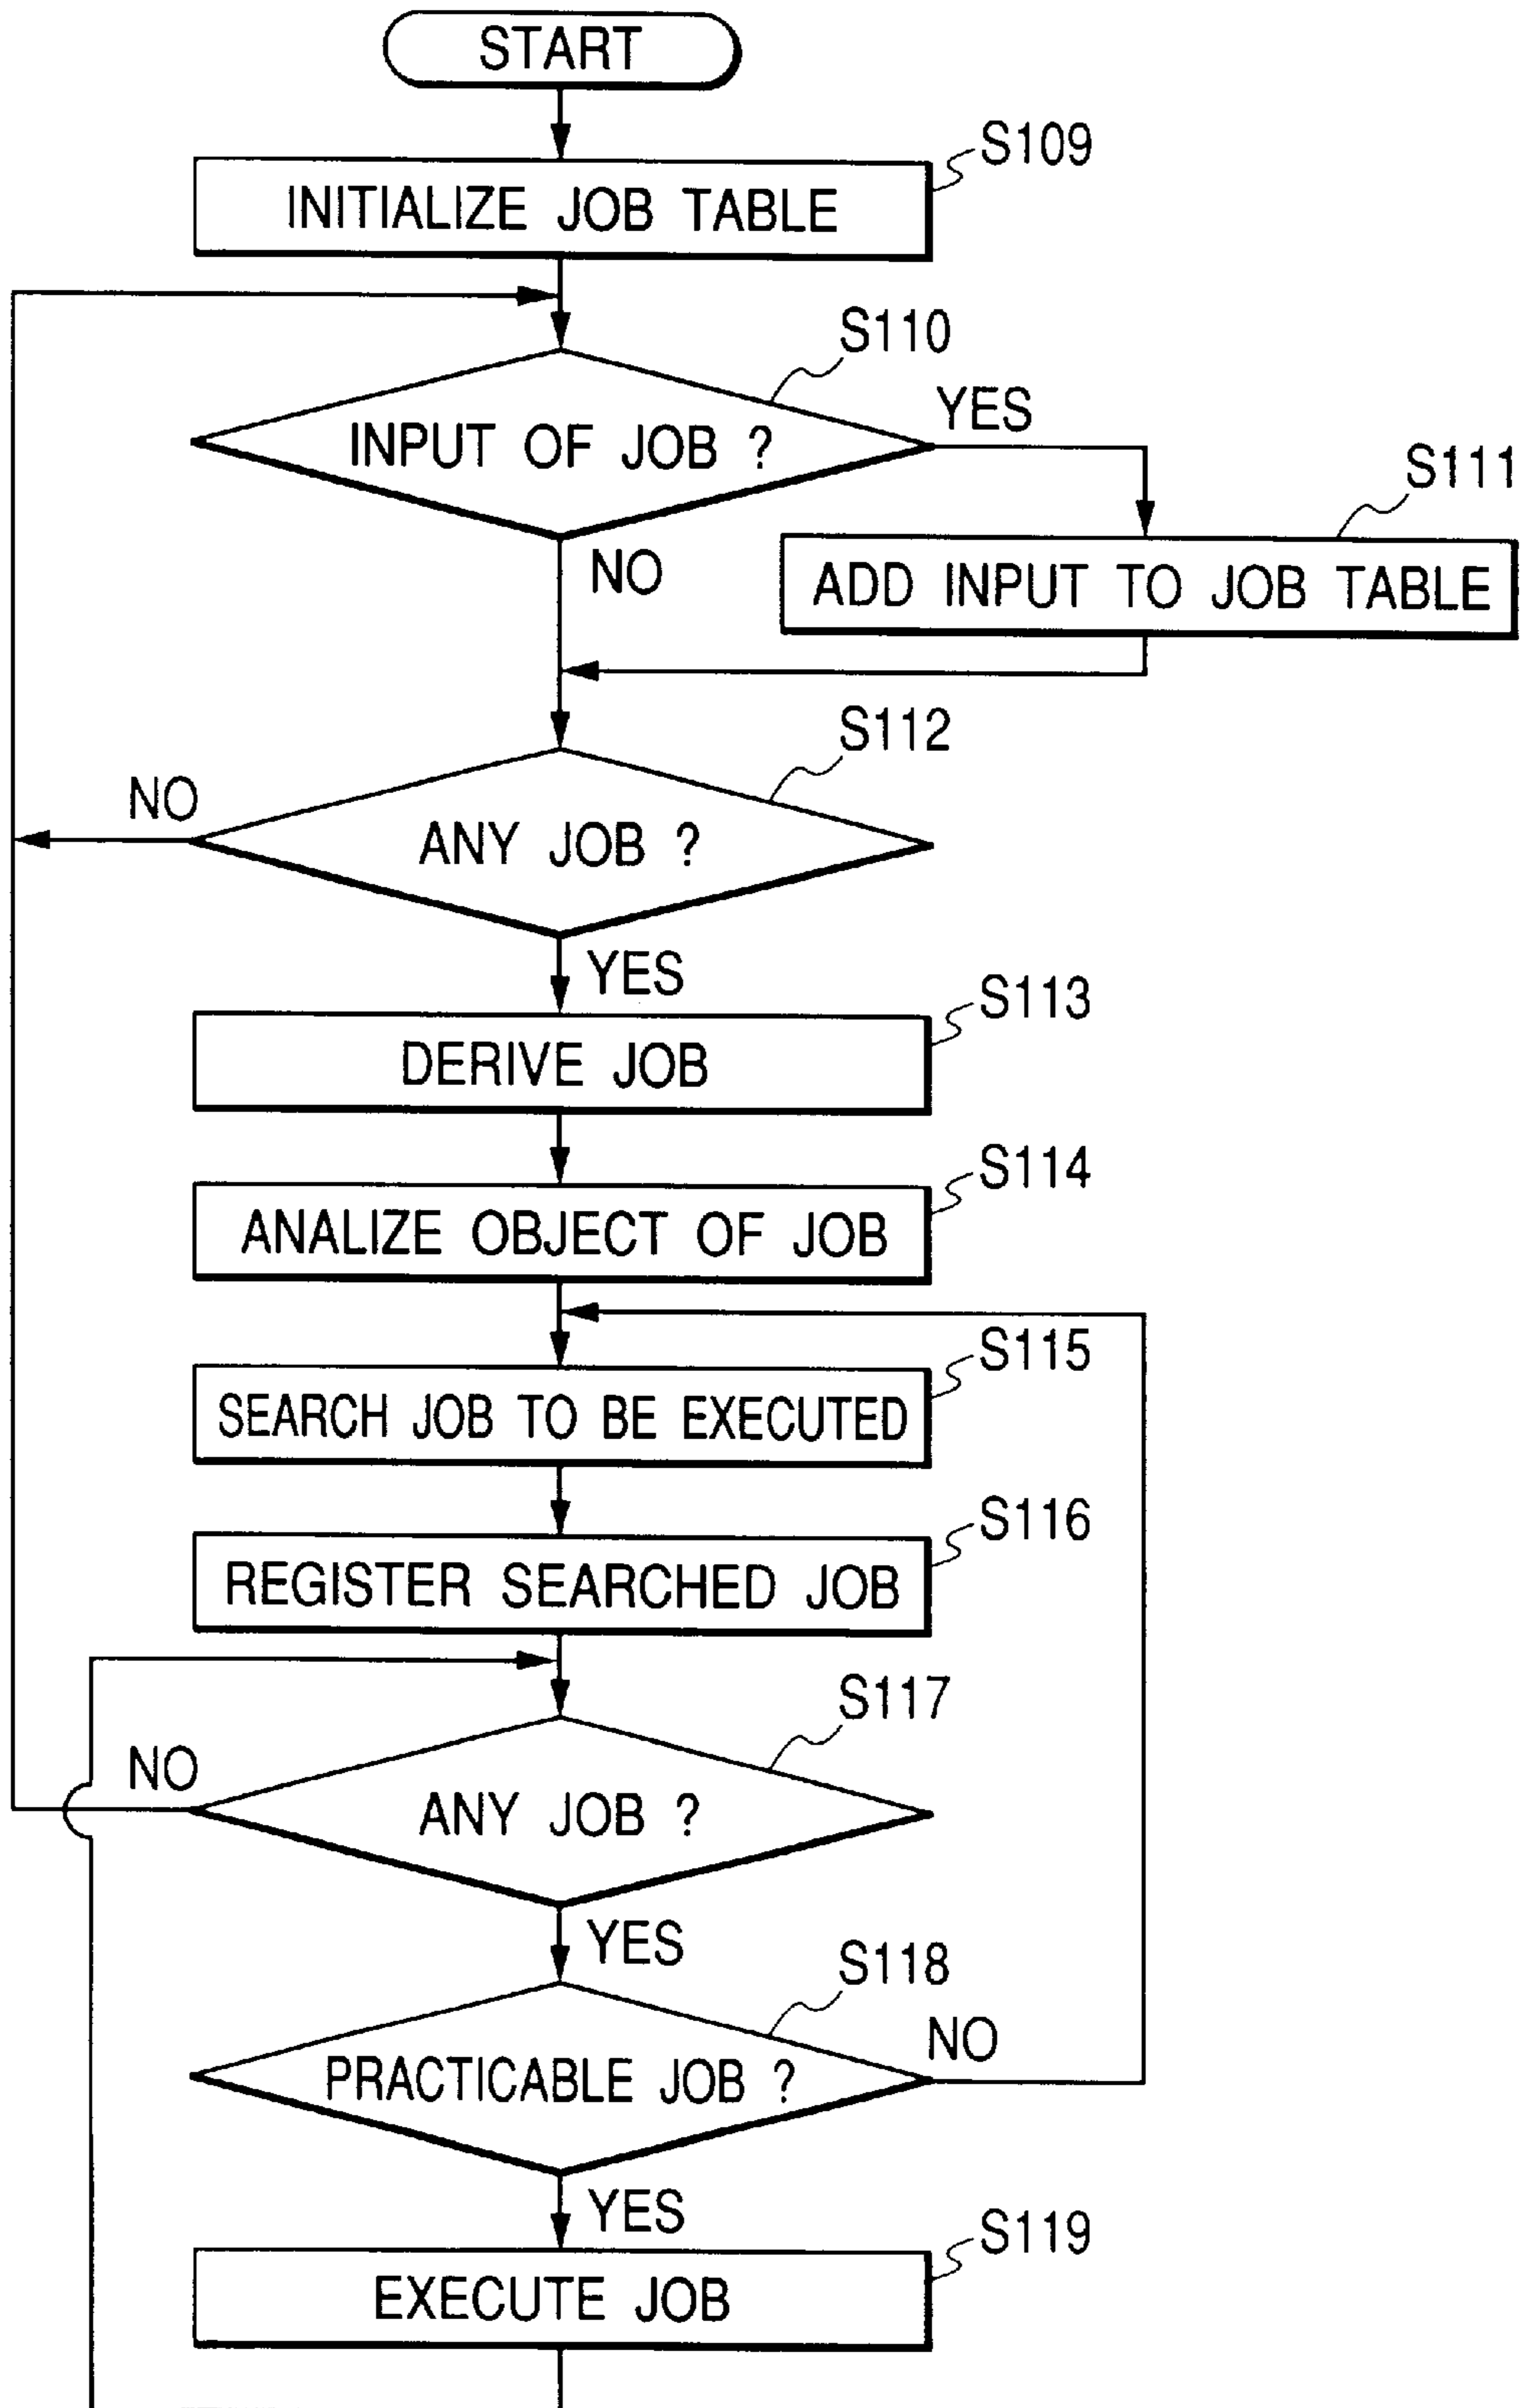 START
S109
INITIALIZE JOB TABLE
S110
INPUT OF JOB ?
YES
S111
NO
ADD INPUT TO JOB TABLE
S112
NO
ANY JOB ?
YES
S113
DERIVE JOB
S114
ANALIZE OBJECT OF JOB
S115
SEARCH JOB TO BE EXECUTED
S116
REGISTER SEARCHED JOB
S117
NO
ANY JOB ?
YES
S118
NO
PRACTICABLE JOB ?
YES
S119
EXECUTE JOB